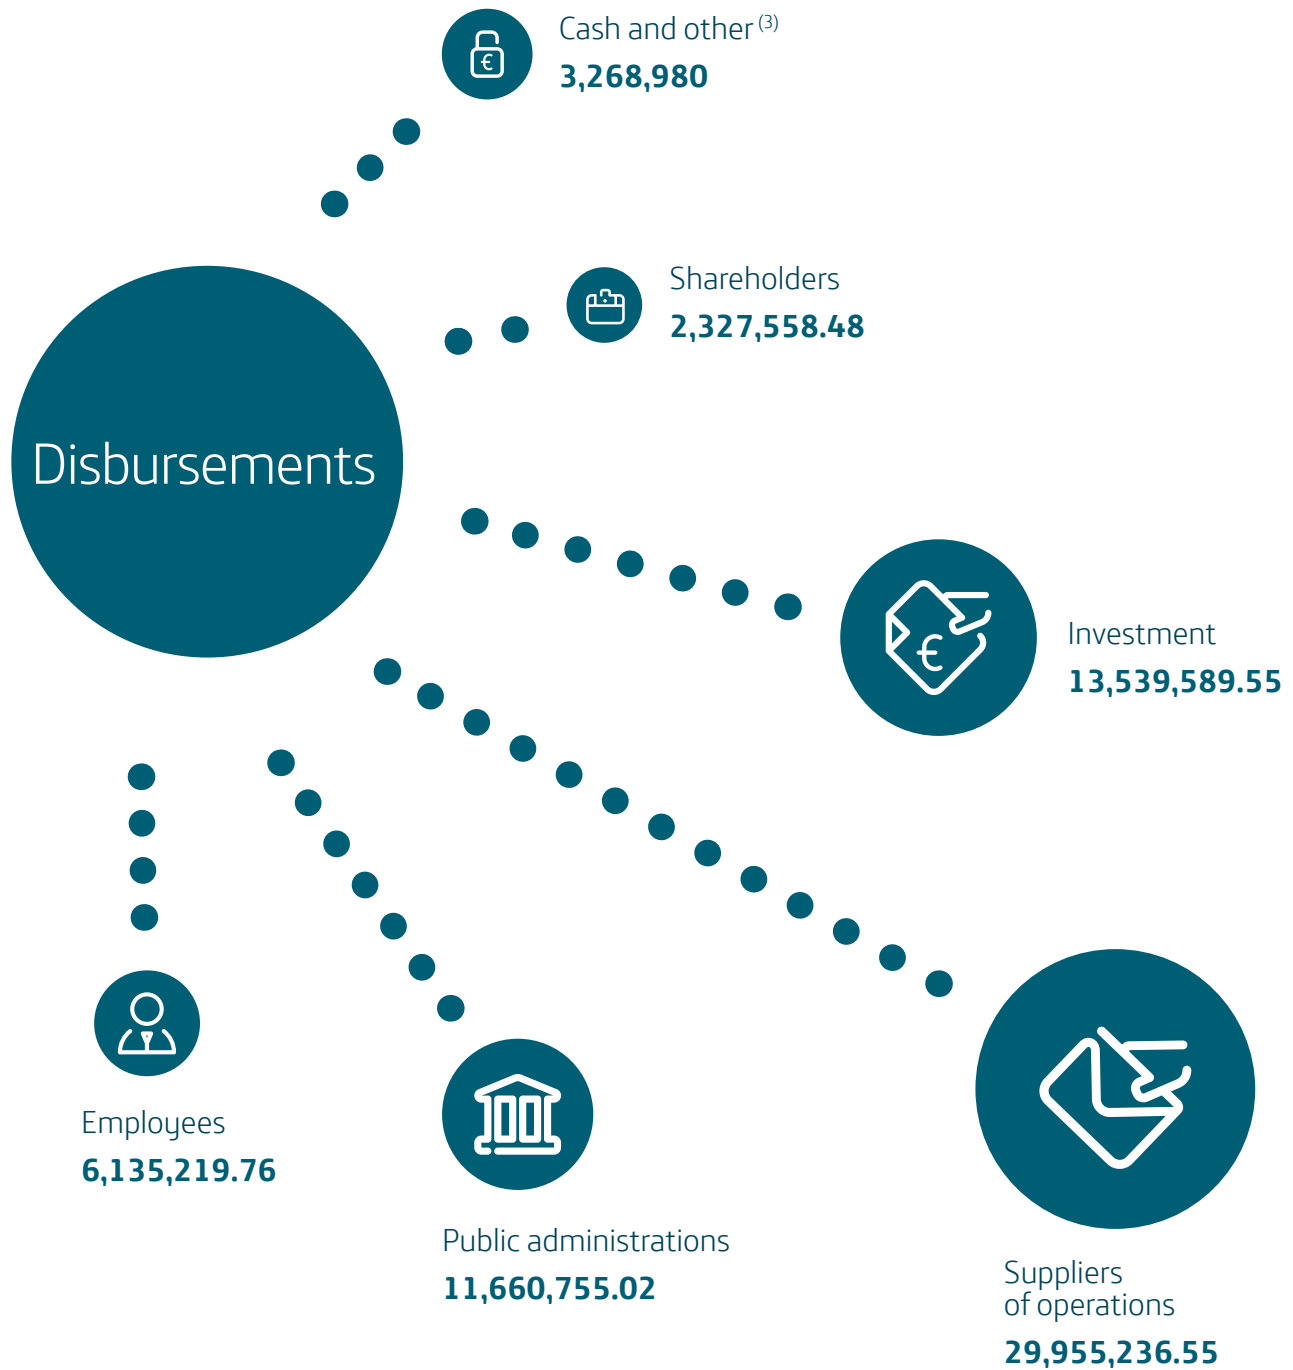 Cash and other (3)
3,268,980
Shareholders
2,327,558.48
Disbursements
€
€
Investment
13,539,589.55
Employees
6,135,219.76
Public administrations
11,660,755.02
Suppliers
of operations
29,955,236.55